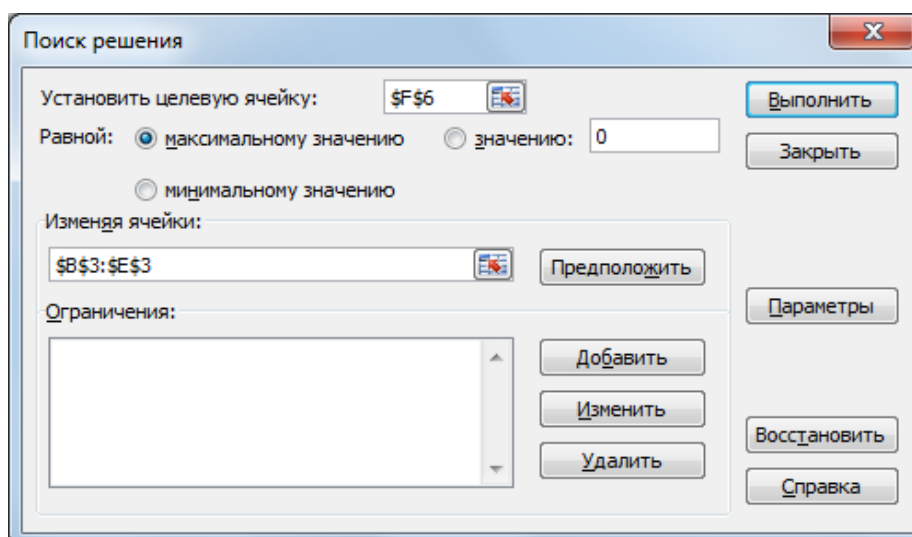 Поиск решения
Установить целевую ячейку: $F$6
Выполнить
Равной: максимальному значению значению: 0
Закрыть
минимальному значению
Изменяя ячейки:
$B$3:$E$3 Предположить
Ограничения:
Параметры
Добавить
Изменить
Восстановить
Удалить
Справка